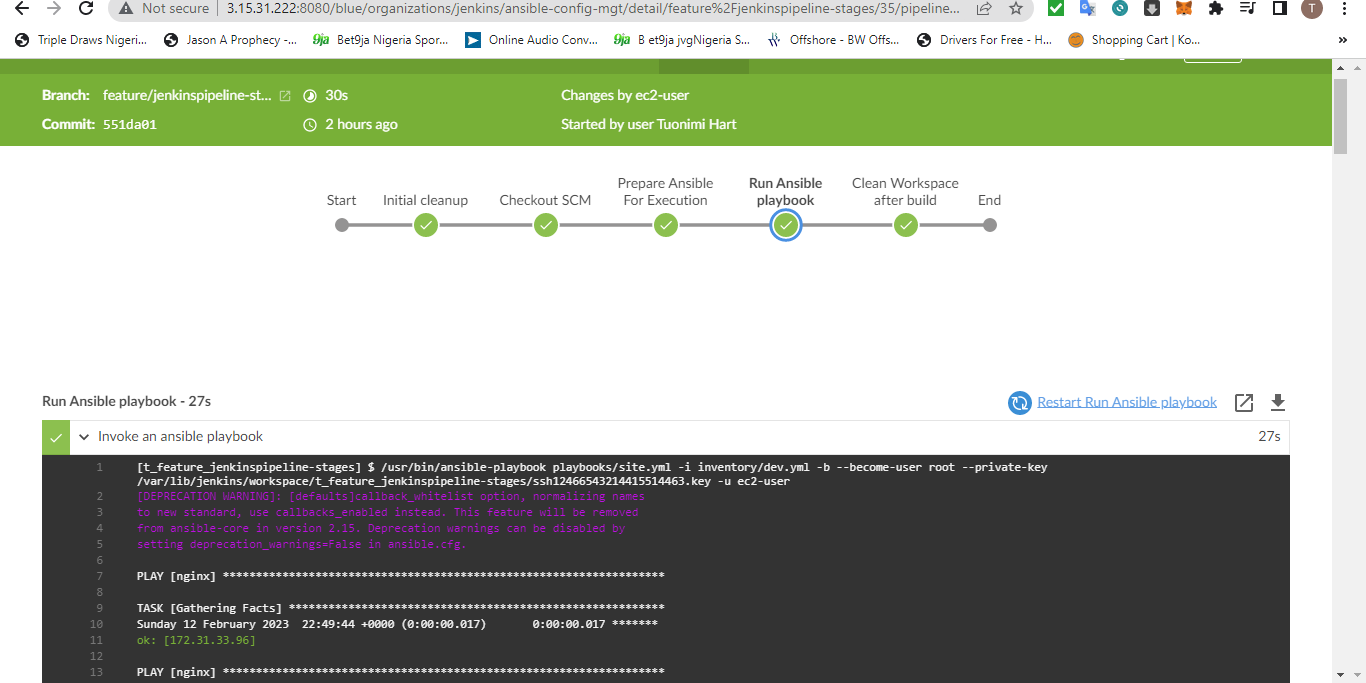 Not secure | 3.15.31.222:8080/blue/organizations/jenkins/ansible-config-mgt/detail/feature%2Fjenkinspipeline-stages/35/pipeline...
T
Triple Draws Nigeri... Jason A Prophecy -... 9ja Bet9ja Nigeria Spor... Online Audio Conv... 9ja B et9ja jvgNigeria S... Offshore - BW Offs... Drivers For Free - H... Shopping Cart | Ko... »
Branch: feature/jenkinspipeline-st... 30s Changes by ec2-user
Commit: 551da01 2 hours ago Started by user Tuonimi Hart
Start Initial cleanup Checkout SCM Prepare Ansible For Execution Run Ansible playbook Clean Workspace after build End
Run Ansible playbook - 27s Restart Run Ansible playbook
Invoke an ansible playbook 27s
1 [t_feature_jenkinspipeline-stages] $ /usr/bin/ansible-playbook playbooks/site.yml -i inventory/dev.yml -b --become-user root --private-key
/var/lib/jenkins/workspace/t_feature_jenkinspipeline-stages/ssh12466543214415514463.key -u ec2-user
2 [DEPRECATION WARNING]: [defaults]callback_whitelist option, normalizing names
3 to new standard, use callbacks_enabled instead. This feature will be removed
4 from ansible-core in version 2.15. Deprecation warnings can be disabled by
5 setting deprecation_warnings=False in ansible.cfg.
6
7 PLAY [nginx] *******************************************************************
8
9 TASK [Gathering Facts] *********************************************************
10 Sunday 12 February 2023  22:49:44 +0000 (0:00:00.017)       0:00:00.017 *******
11 ok: [172.31.33.96]
12
13 PLAY [nginx] *******************************************************************